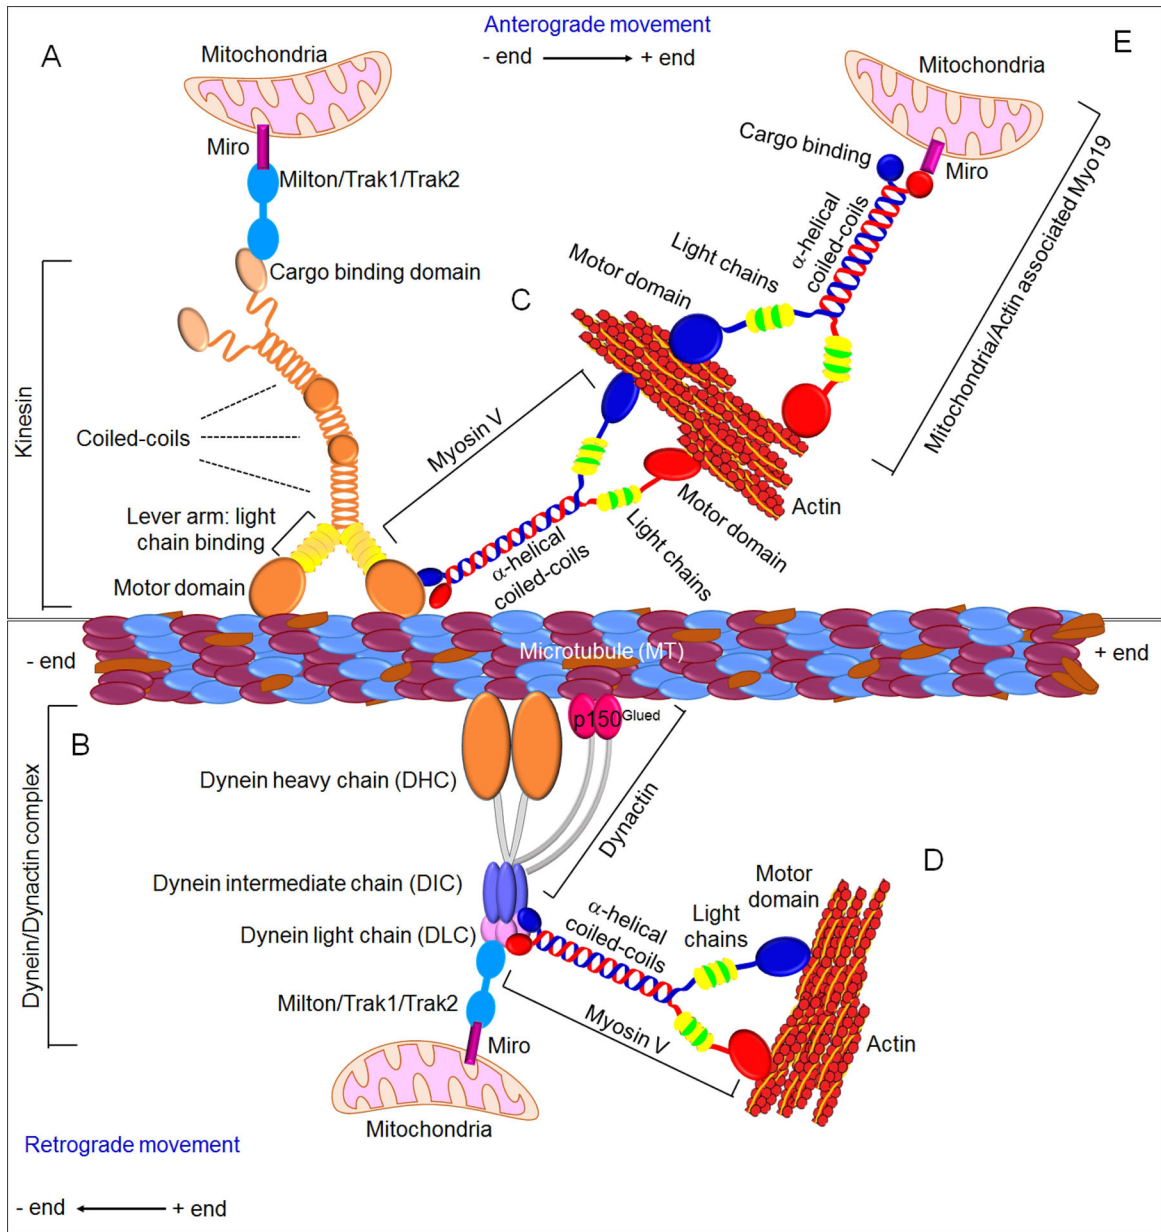 Anterograde movement
- end
+ end
A
Mitochondria
Miro
Milton/Trak1/Trak2
Cargo binding domain
Kinesin
Coiled-coils
Lever arm: light
chain binding
Motor domain
E
Mitochondria
Cargo binding
Miro
α-helical
coiled-coils
Light chains
Motor domain
Mitochondria/Actin associated Myo19
C
Myosin V
Actin
Motor domain
Light chains
α-helical
coiled-coils
- end
Microtubule (MT)
+ end
B
p150Glued
Dynein heavy chain (DHC)
Dynactin
Dynein/Dynactin complex
Dynein intermediate chain (DIC)
Dynein light chain (DLC)
Milton/Trak1/Trak2
Miro
Mitochondria
D
Motor
domain
Light
chains
α-helical
coiled-coils
Myosin V
Actin
Retrograde movement
- end
+ end